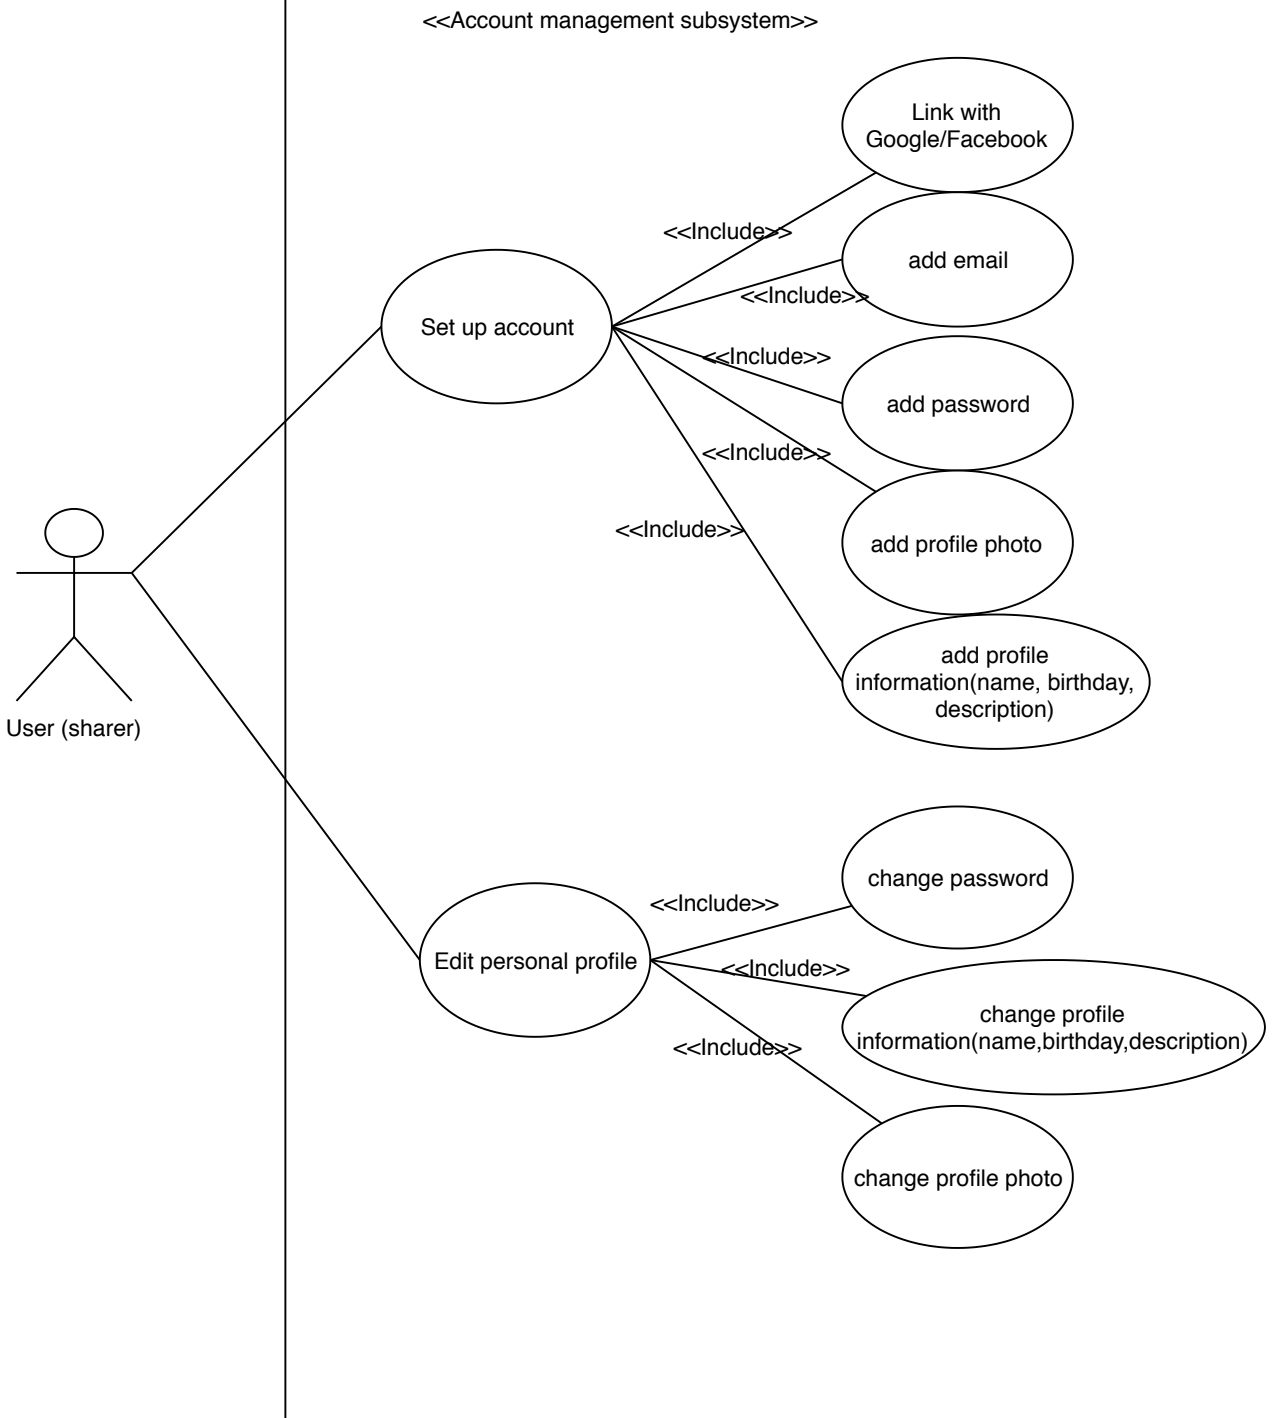 <<Account management subsystem>>
Link with
Google/Facebook
<<Include>>
add email
<<Include>>
Set up account
<<Include>>
add password
<<Include>>
<<Include>>
add profile photo
add profile
information(name, birthday,
description)
User (sharer)
change password
<<Include>>
Edit personal profile
<<Include>>
change profile
information(name,birthday,description)
<<Include>>
change profile photo